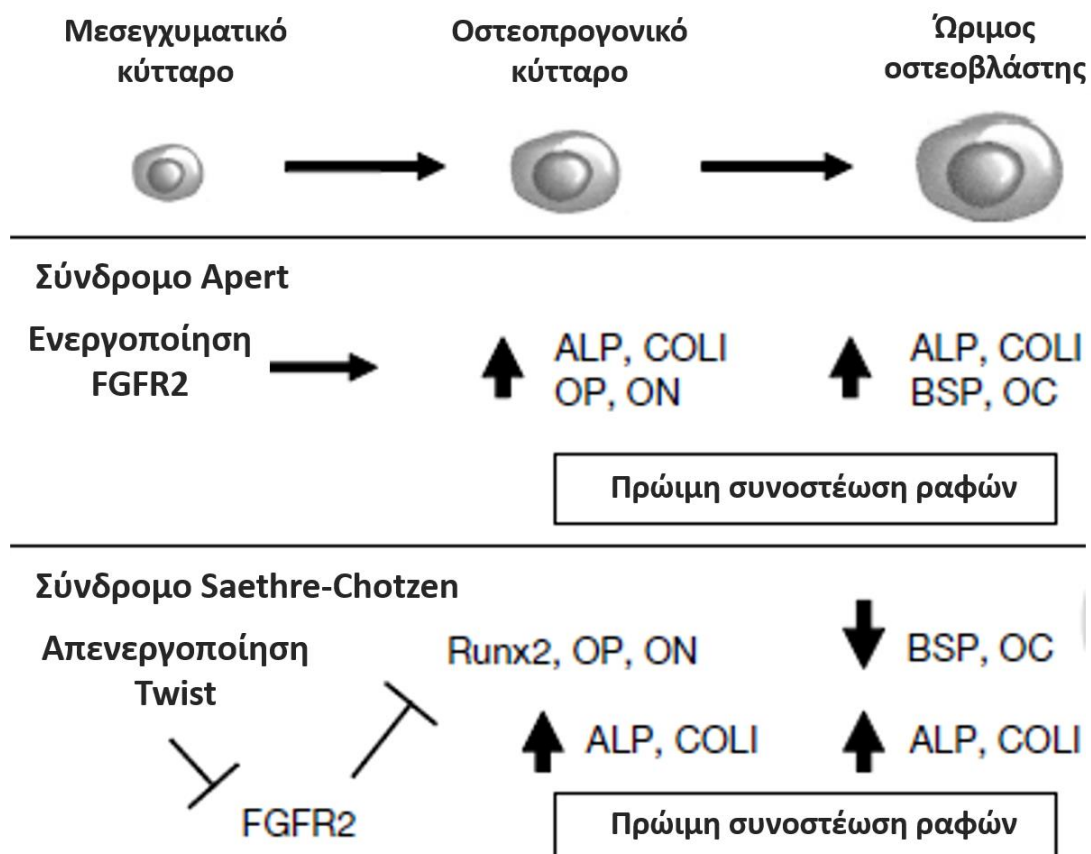 Μεσεγχυματικό
κύτταρο
Οστεοπρογονικό
κύτταρο
Ώριμος
οστεοβλάστης
Σύνδρομο Apert
Ενεργοποίηση
FGFR2
ALP, COLI
OP, ON
ALP, COLI
BSP, OC
Πρώιμη συνοστέωση ραφών
Σύνδρομο Saethre-Chotzen
Απενεργοποίηση
Twist
FGFR2
Runx2, OP, ON
BSP, OC
ALP, COLI
ALP, COLI
Πρώιμη συνοστέωση ραφών